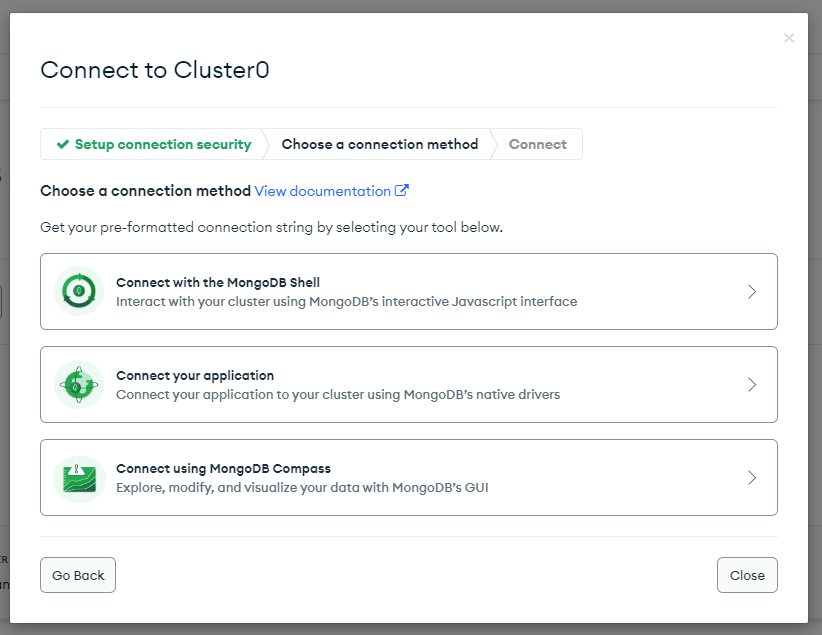 Connect to Cluster0
Setup connection security
Choose a connection method
Connect
Choose a connection method View documentation
Get your pre-formatted connection string by selecting your tool below.
Connect with the MongoDB Shell
Interact with your cluster using MongoDB's interactive Javascript interface
Connect your application
Connect your application to your cluster using MongoDB's native drivers
Connect using MongoDB Compass
Explore, modify, and visualize your data with MongoDB's GUI
Go Back
Close